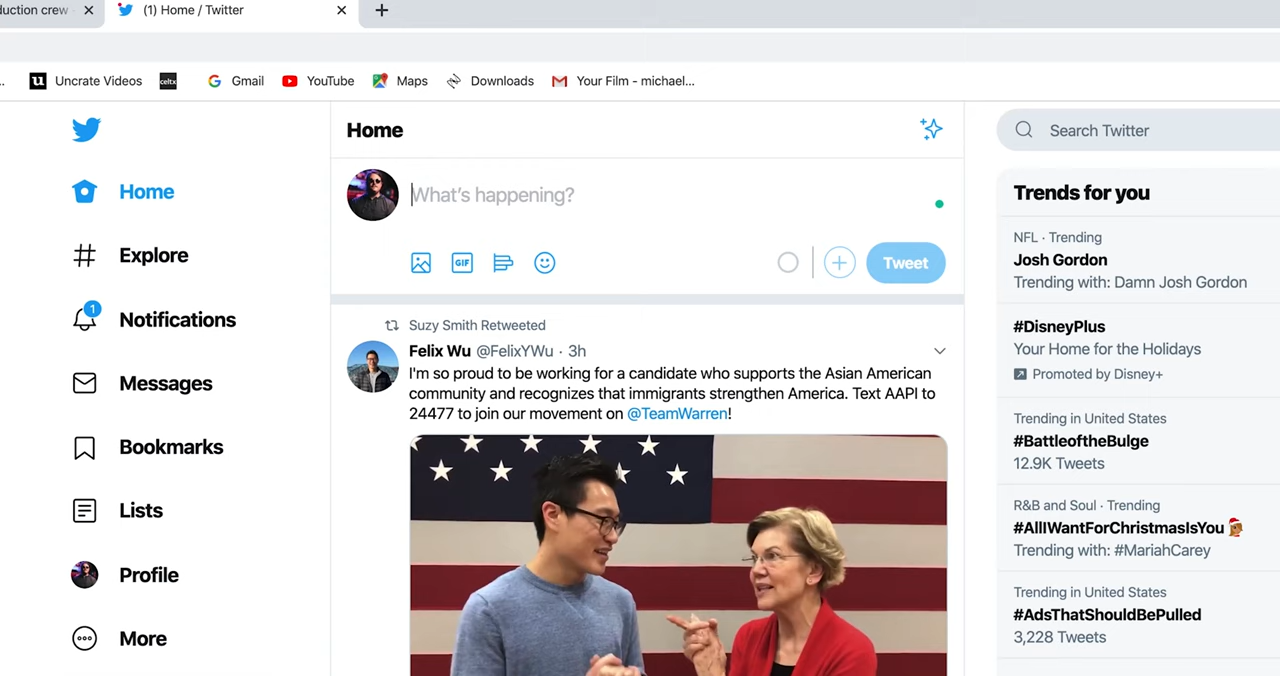 duction crew
(1) Home / Twitter
Uncrate Videos
celtx
Gmail
YouTube
Maps
Downloads
Your Film - michael...
Home
Explore
Notifications
1
Messages
Bookmarks
Lists
Profile
More
Home
What's happening?
GIF
Tweet
Suzy Smith Retweeted
Felix Wu @FelixYWu · 3h
I'm so proud to be working for a candidate who supports the Asian American
community and recognizes that immigrants strengthen America. Text AAPI to
24477 to join our movement on @TeamWarren!
Search Twitter
Trends for you
NFL · Trending
Josh Gordon
Trending with: Damn Josh Gordon
#DisneyPlus
Your Home for the Holidays
Promoted by Disney+
Trending in United States
#BattleoftheBulge
12.9K Tweets
R&B and Soul · Trending
#AllIWantForChristmasIsYou
Trending with: #MariahCarey
Trending in United States
#AdsThatShouldBePulled
3,228 Tweets